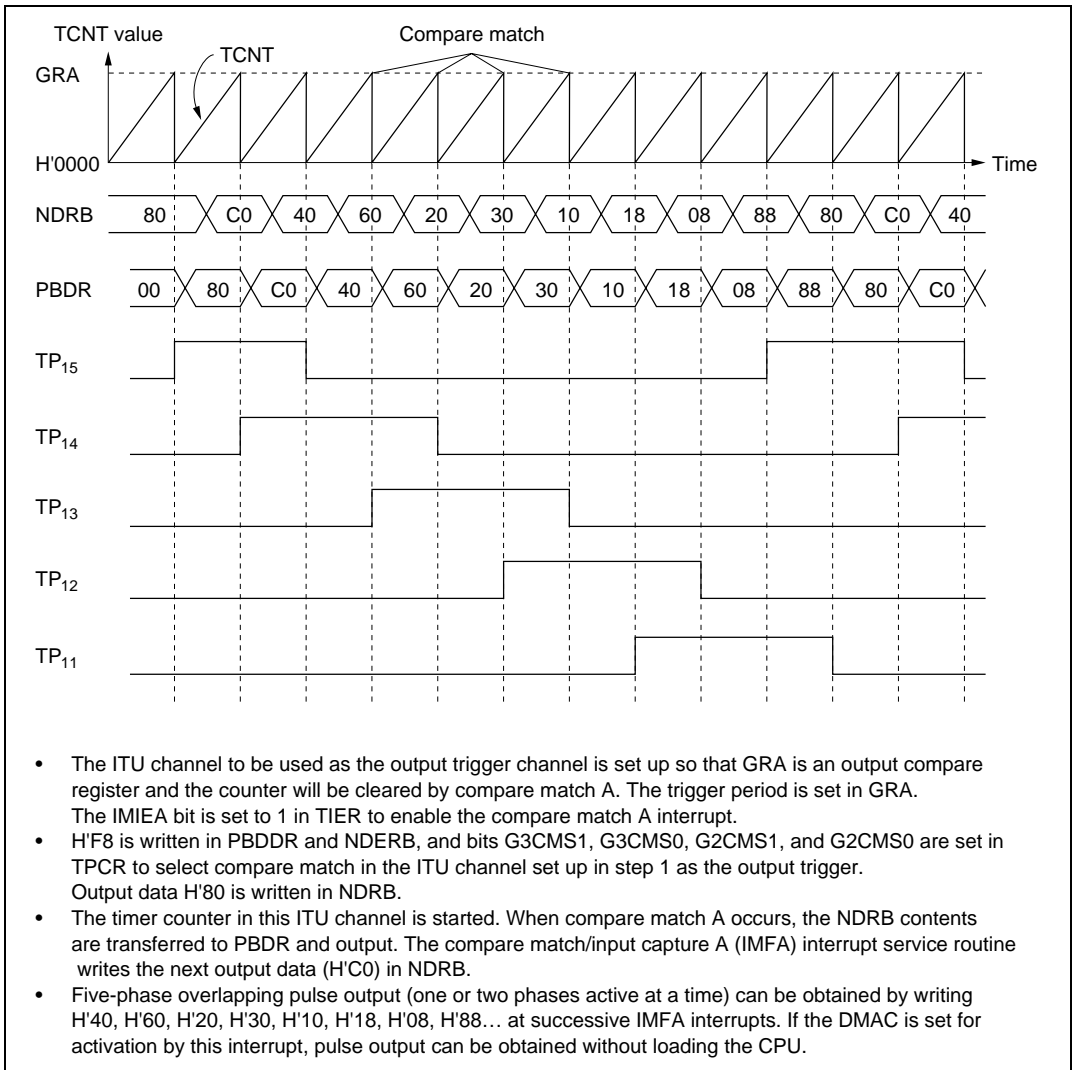 TCNT value
Compare match
TCNT
GRA
H'0000
Time
NDRB 80 C0 40 60 20 30 10 18 08 88 80 C0 40
PBDR 00 80 C0 40 60 20 30 10 18 08 88 80 C0
TP15
TP14
TP13
TP12
TP11
• The ITU channel to be used as the output trigger channel is set up so that GRA is an output compare
register and the counter will be cleared by compare match A. The trigger period is set in GRA.
The IMIEA bit is set to 1 in TIER to enable the compare match A interrupt.
• H'F8 is written in PBDDR and NDERB, and bits G3CMS1, G3CMS0, G2CMS1, and G2CMS0 are set in
TPCR to select compare match in the ITU channel set up in step 1 as the output trigger.
Output data H'80 is written in NDRB.
• The timer counter in this ITU channel is started. When compare match A occurs, the NDRB contents
are transferred to PBDR and output. The compare match/input capture A (IMFA) interrupt service routine
writes the next output data (H'C0) in NDRB.
• Five-phase overlapping pulse output (one or two phases active at a time) can be obtained by writing
H'40, H'60, H'20, H'30, H'10, H'18, H'08, H'88… at successive IMFA interrupts. If the DMAC is set for
activation by this interrupt, pulse output can be obtained without loading the CPU.